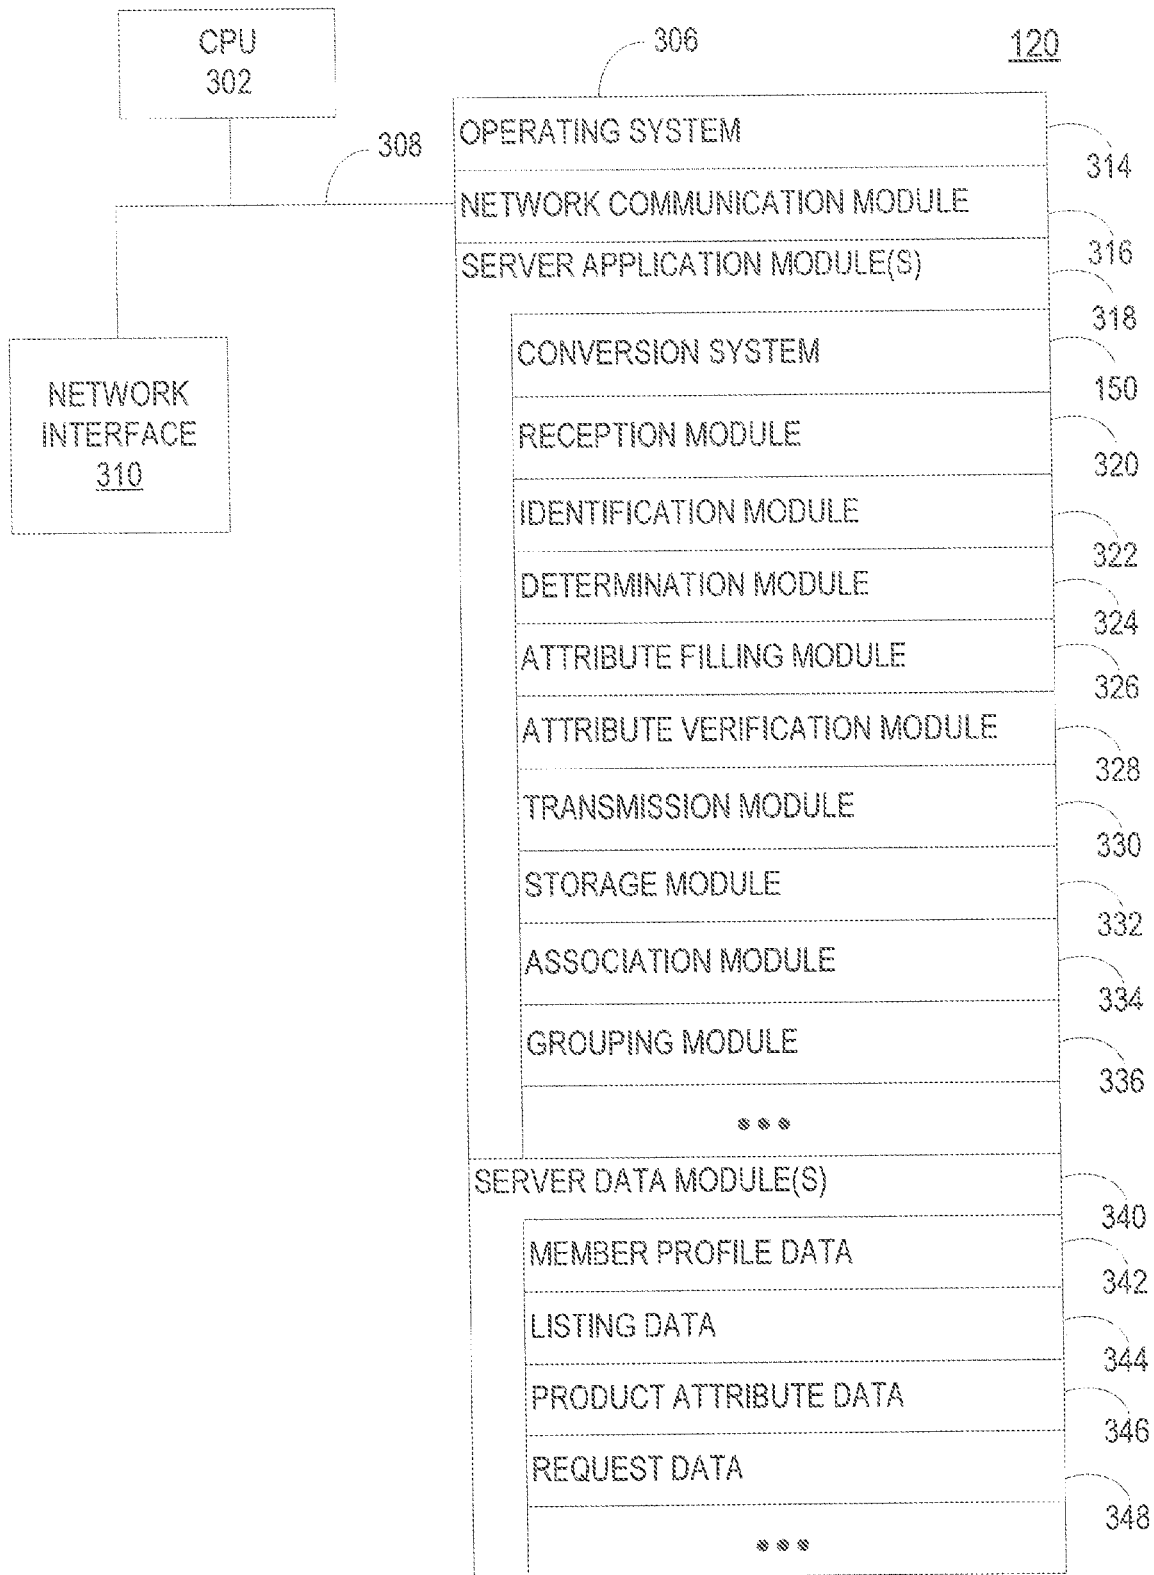 CPU
302
306
120
308
OPERATING SYSTEM
314
NETWORK COMMUNICATION MODULE
316
SERVER APPLICATION MODULE(S)
318
CONVERSION SYSTEM
150
NETWORK
INTERFACE
310
RECEPTION MODULE
320
IDENTIFICATION MODULE
322
DETERMINATION MODULE
324
ATTRIBUTE FILLING MODULE
326
ATTRIBUTE VERIFICATION MODULE
328
TRANSMISSION MODULE
330
STORAGE MODULE
332
ASSOCIATION MODULE
334
GROUPING MODULE
336
•••
SERVER DATA MODULE(S)
340
MEMBER PROFILE DATA
342
LISTING DATA
344
PRODUCT ATTRIBUTE DATA
346
REQUEST DATA
348
•••